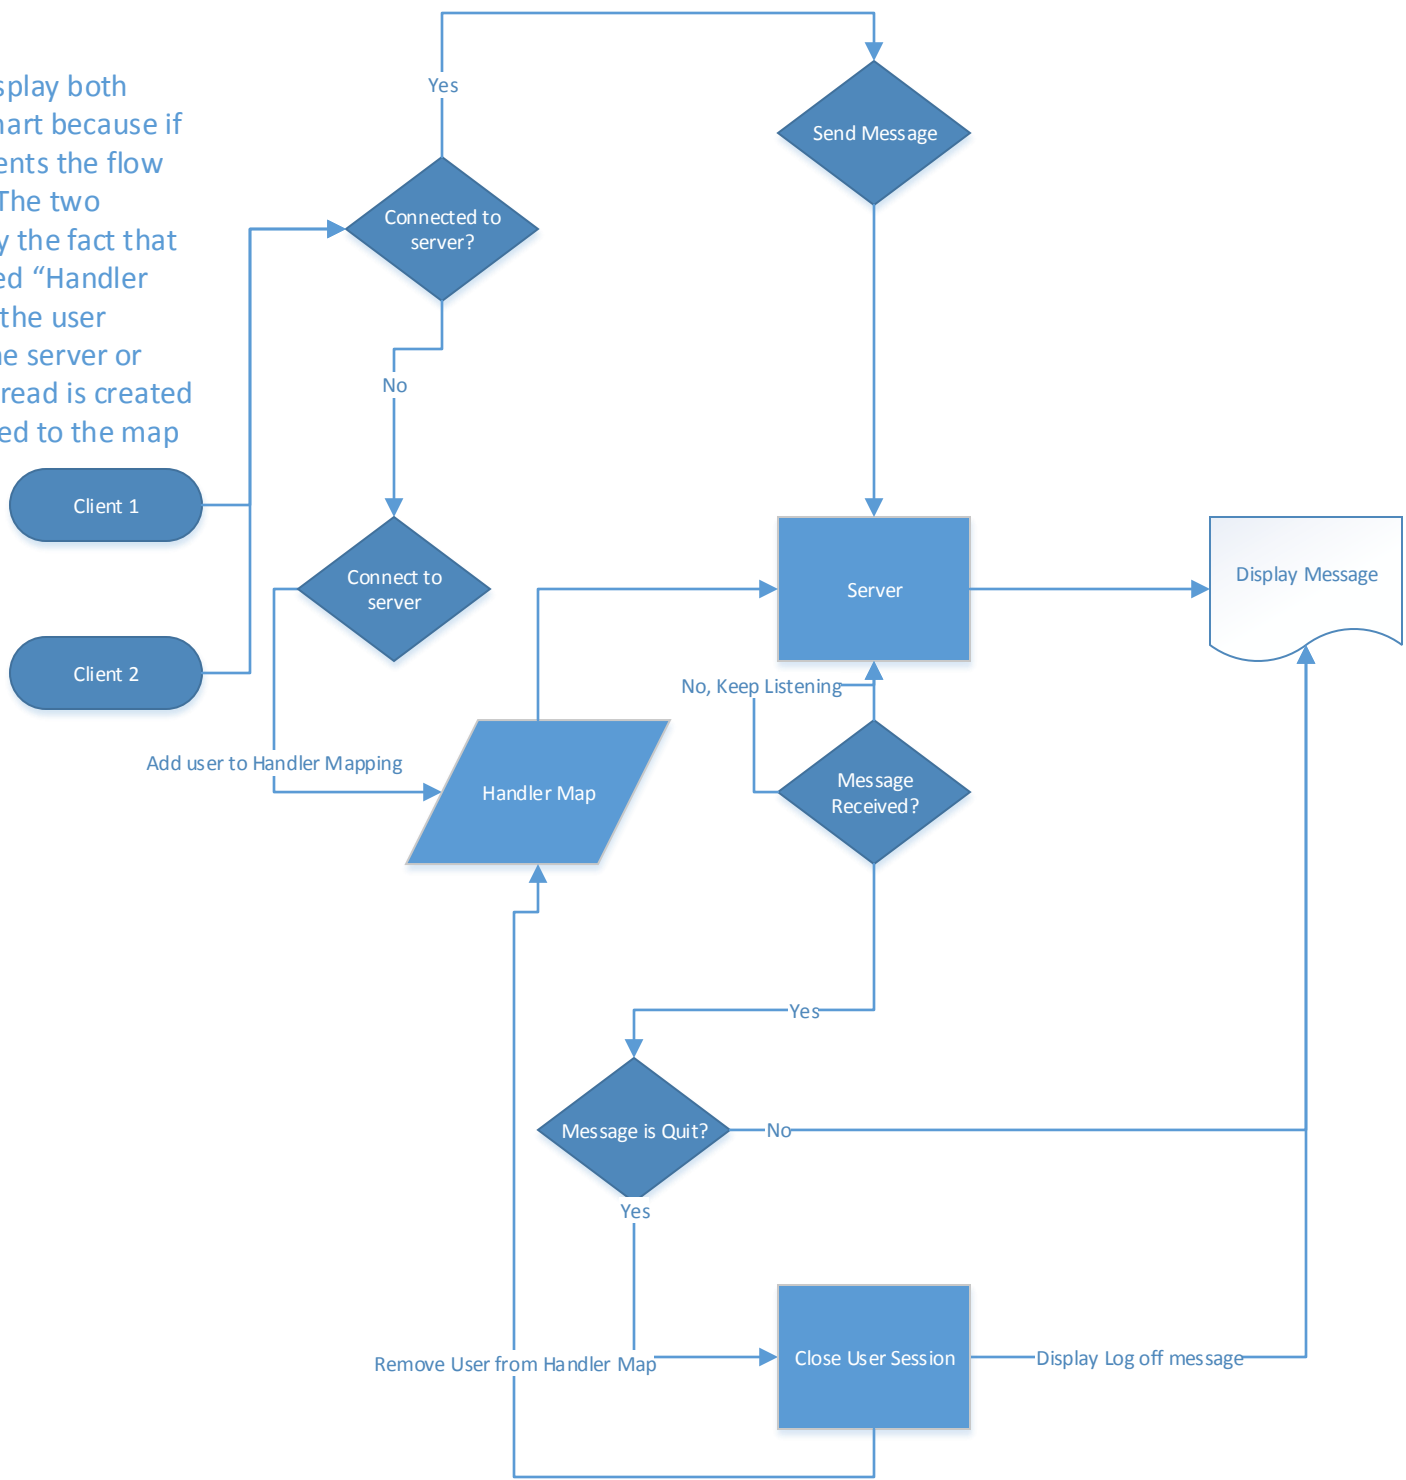 splay both
hart because if
ents the flow
The two
y the fact that
ed “Handler
the user
he server or
read is created
ed to the map
Yes
Send Message
Connected to
server?
No
Client 1
Connect to
server
Server
Display Message
Client 2
No, Keep Listening
Add user to Handler Mapping
Handler Map
Message
Received?
Yes
Message is Quit?
No
Yes
Remove User from Handler Map
Close User Session
Display Log off message